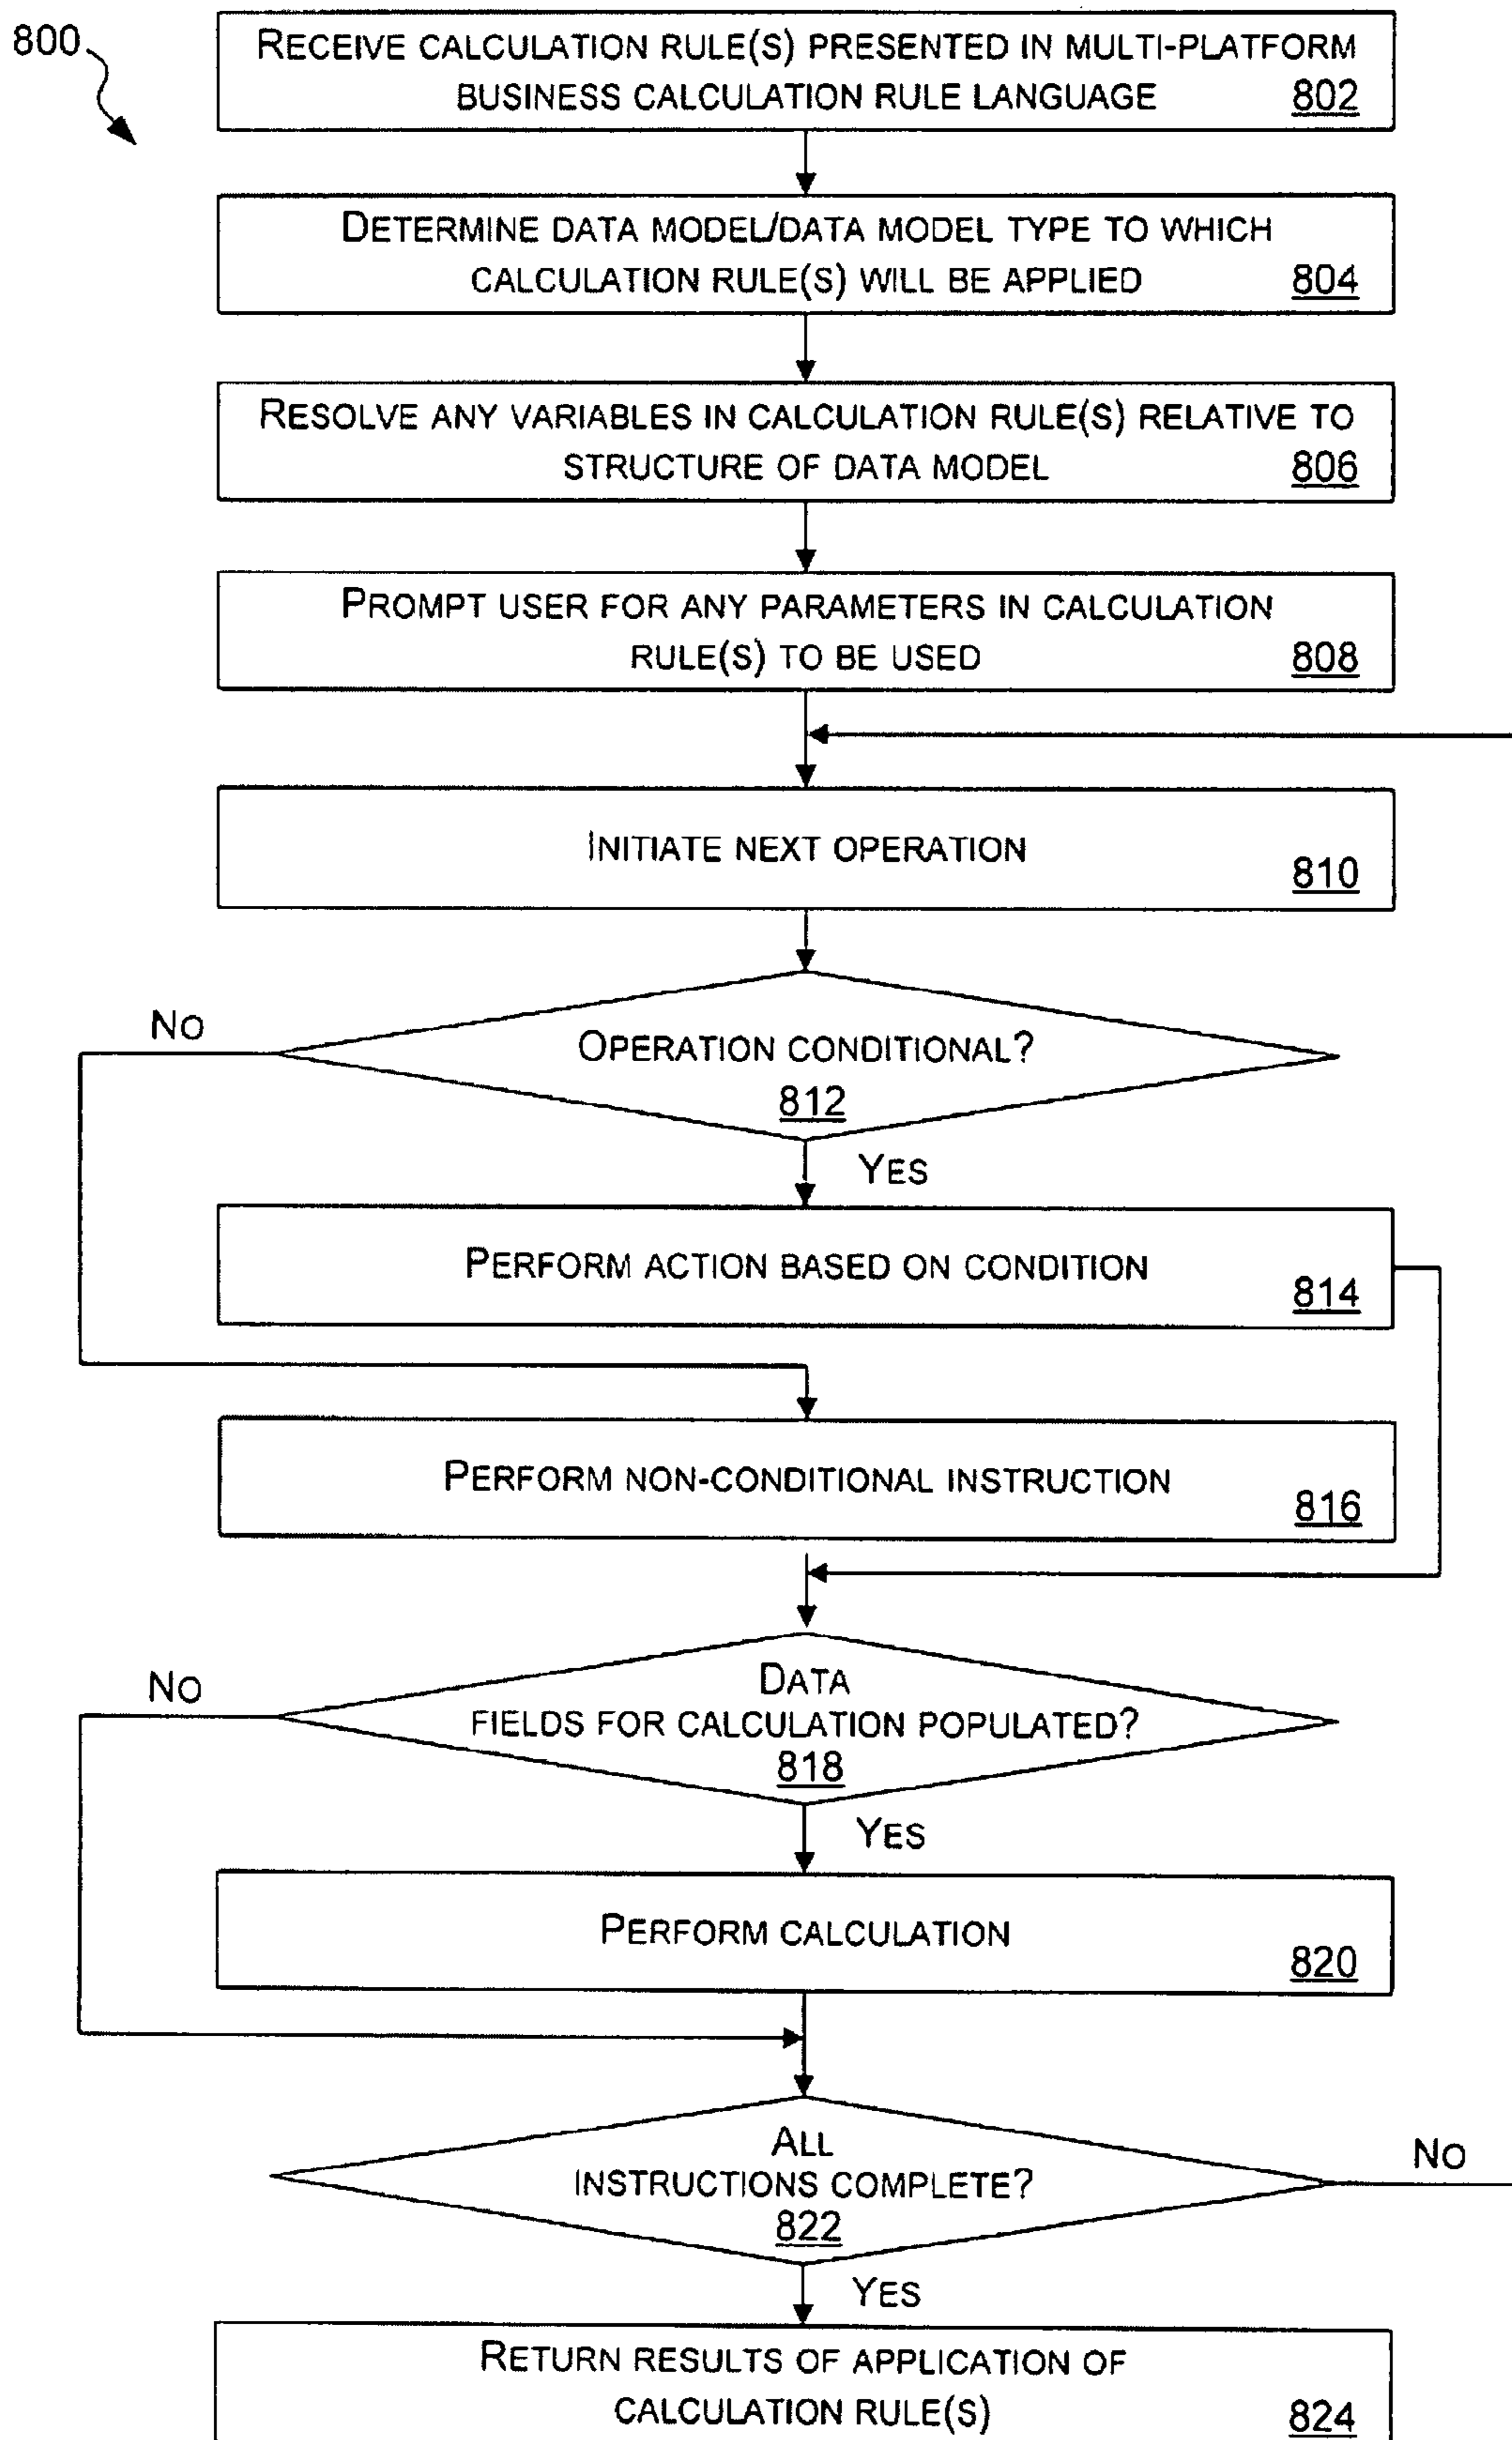 800
RECEIVE CALCULATION RULE(S) PRESENTED IN MULTI-PLATFORM
BUSINESS CALCULATION RULE LANGUAGE 802
DETERMINE DATA MODEL/DATA MODEL TYPE TO WHICH
CALCULATION RULE(S) WILL BE APPLIED 804
RESOLVE ANY VARIABLES IN CALCULATION RULE(S) RELATIVE TO
STRUCTURE OF DATA MODEL 806
PROMPT USER FOR ANY PARAMETERS IN CALCULATION
RULE(S) TO BE USED 808
INITIATE NEXT OPERATION
810
NO
OPERATION CONDITIONAL?
812
YES
PERFORM ACTION BASED ON CONDITION
814
PERFORM NON-CONDITIONAL INSTRUCTION
816
NO
DATA
FIELDS FOR CALCULATION POPULATED?
818
YES
PERFORM CALCULATION
820
ALL
INSTRUCTIONS COMPLETE?
822
NO
YES
RETURN RESULTS OF APPLICATION OF
CALCULATION RULE(S) 824